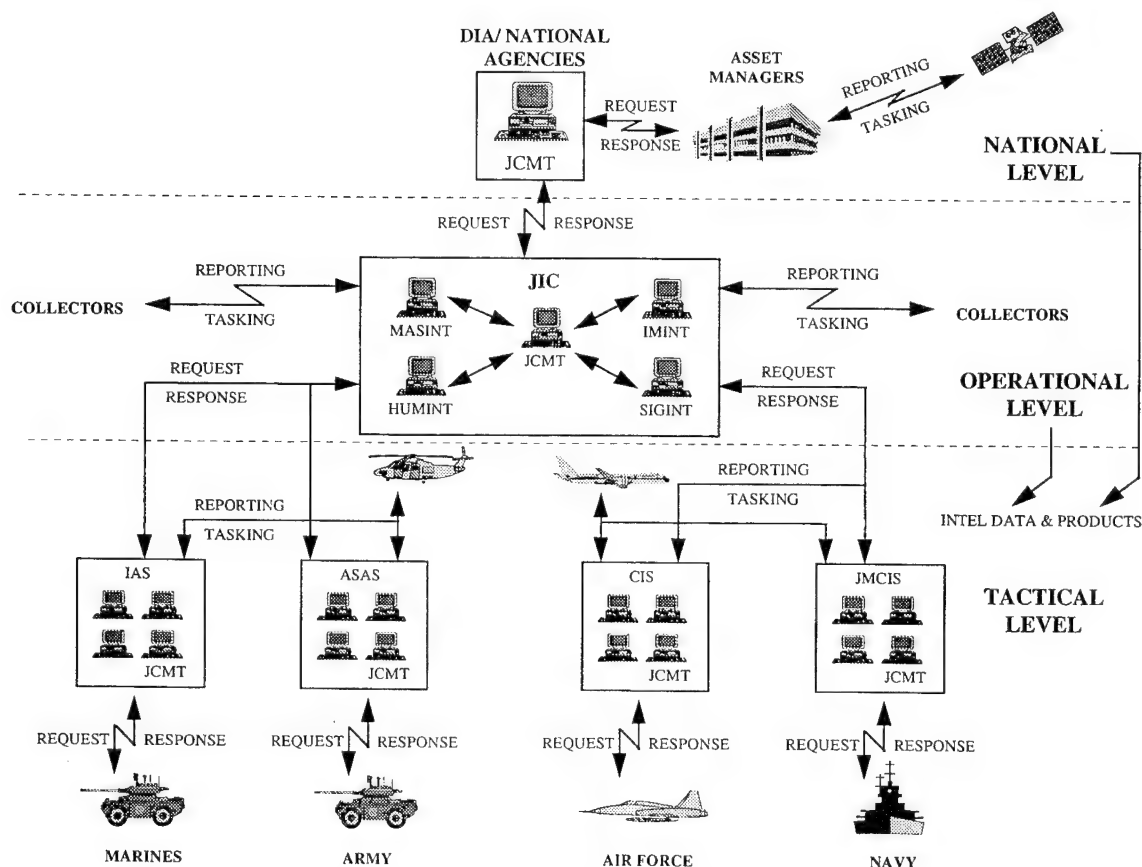 DIA/ NATIONAL
AGENCIES
JCMT
REQUEST
RESPONSE
ASSET
MANAGERS
REPORTING
TASKING
NATIONAL
LEVEL
REQUEST
RESPONSE
COLLECTORS
REPORTING
TASKING
JIC
MASINT
IMINT
JCMT
HUMINT
SIGINT
REPORTING
TASKING
COLLECTORS
REQUEST
RESPONSE
REQUEST
RESPONSE
OPERATIONAL
LEVEL
REPORTING
TASKING
REPORTING
TASKING
INTEL DATA & PRODUCTS
IAS
JCMT
ASAS
JCMT
CIS
JCMT
JMCIS
JCMT
TACTICAL
LEVEL
REQUEST
RESPONSE
REQUEST
RESPONSE
REQUEST
RESPONSE
REQUEST
RESPONSE
MARINES
ARMY
AIR FORCE
NAVY